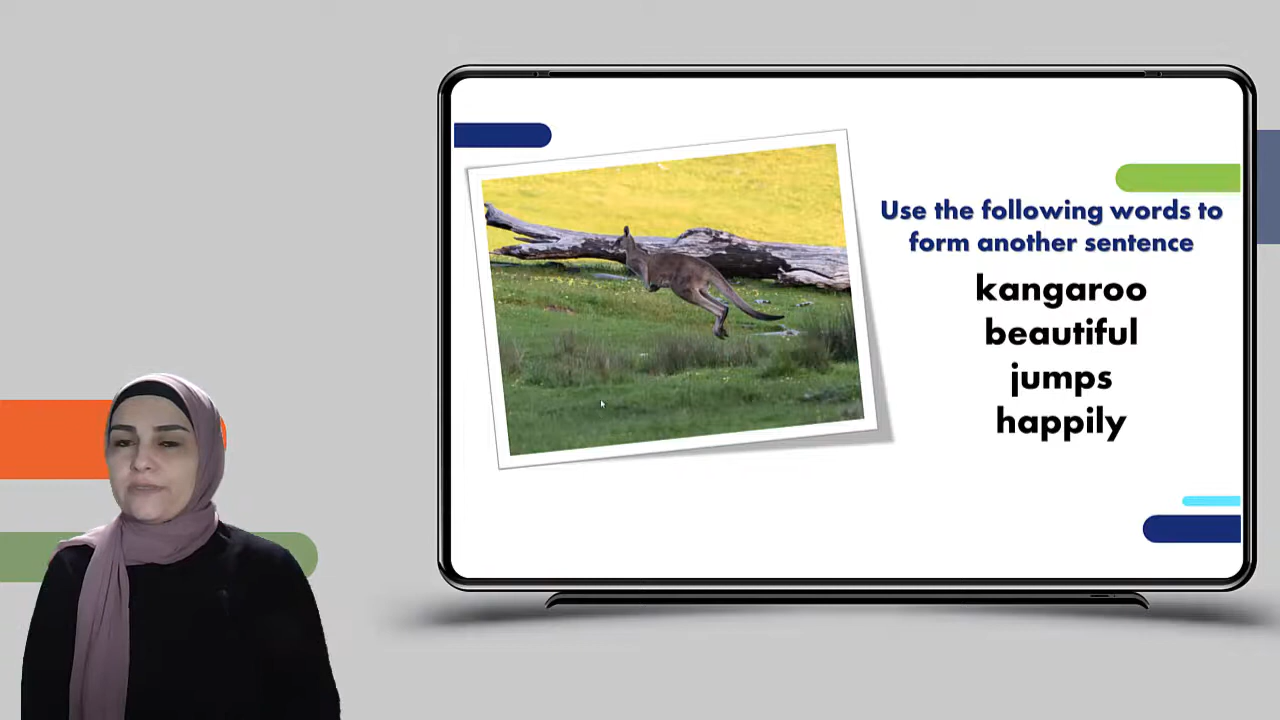 Use the following words to
form another sentence
kangaroo
beautiful
jumps
happily